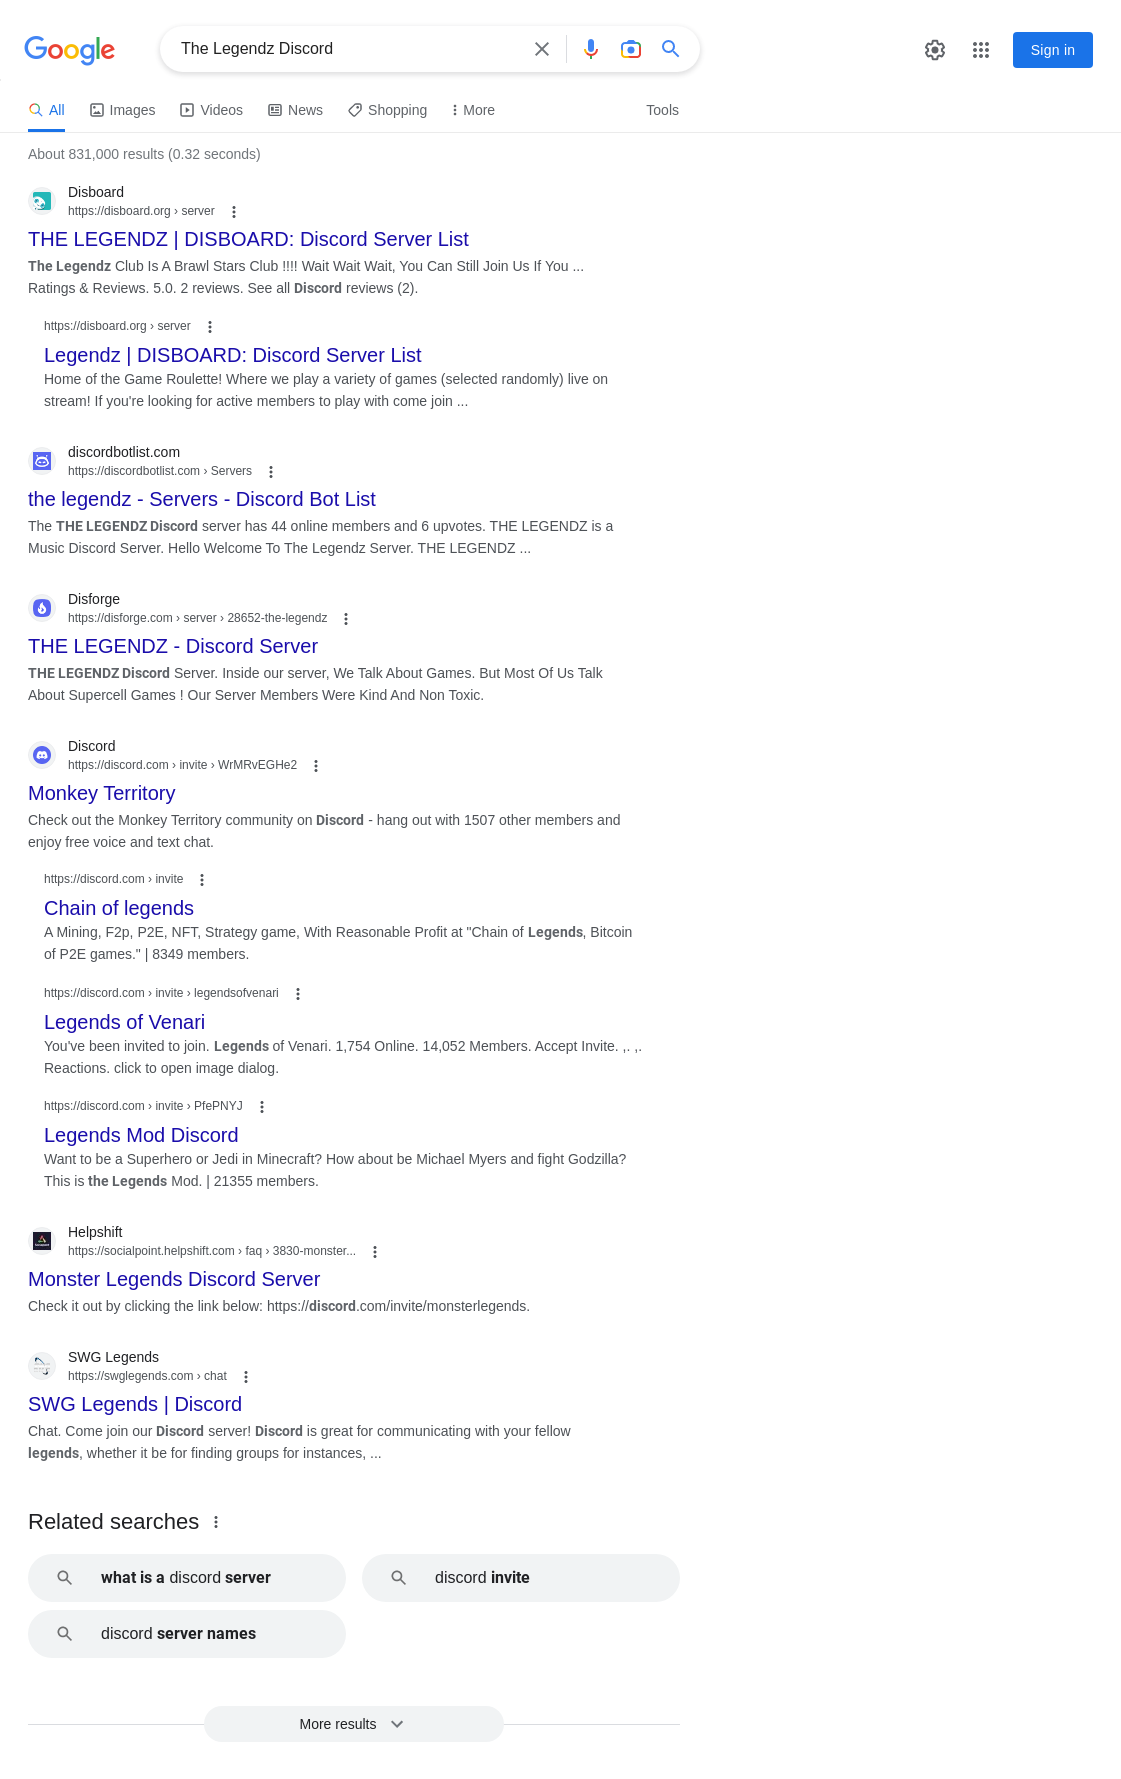 Google
The Legendz Discord
Sign in
All Images Videos News Shopping More Tools
About 831,000 results (0.32 seconds)
Disboard
https://disboard.org › server
THE LEGENDZ | DISBOARD: Discord Server List
The Legendz Club Is A Brawl Stars Club !!!! Wait Wait Wait, You Can Still Join Us If You ...
Ratings & Reviews. 5.0. 2 reviews. See all Discord reviews (2).
https://disboard.org › server
Legendz | DISBOARD: Discord Server List
Home of the Game Roulette! Where we play a variety of games (selected randomly) live on
stream! If you're looking for active members to play with come join ...
discordbotlist.com
https://discordbotlist.com › Servers
the legendz - Servers - Discord Bot List
The THE LEGENDZ Discord server has 44 online members and 6 upvotes. THE LEGENDZ is a
Music Discord Server. Hello Welcome To The Legendz Server. THE LEGENDZ ...
Disforge
https://disforge.com › server › 28652-the-legendz
THE LEGENDZ - Discord Server
THE LEGENDZ Discord Server. Inside our server, We Talk About Games. But Most Of Us Talk
About Supercell Games ! Our Server Members Were Kind And Non Toxic.
Discord
https://discord.com › invite › WrMRvEGHe2
Monkey Territory
Check out the Monkey Territory community on Discord - hang out with 1507 other members and
enjoy free voice and text chat.
https://discord.com › invite
Chain of legends
A Mining, F2p, P2E, NFT, Strategy game, With Reasonable Profit at "Chain of Legends, Bitcoin
of P2E games." | 8349 members.
https://discord.com › invite › legendsofvenari
Legends of Venari
You've been invited to join. Legends of Venari. 1,754 Online. 14,052 Members. Accept Invite. ,. ,.
Reactions. click to open image dialog.
https://discord.com › invite › PfePNYJ
Legends Mod Discord
Want to be a Superhero or Jedi in Minecraft? How about be Michael Myers and fight Godzilla?
This is the Legends Mod. | 21355 members.
Helpshift
https://socialpoint.helpshift.com › faq › 3830-monster...
Monster Legends Discord Server
Check it out by clicking the link below: https://discord.com/invite/monsterlegends.
SWG Legends
https://swglegends.com › chat
SWG Legends | Discord
Chat. Come join our Discord server! Discord is great for communicating with your fellow
legends, whether it be for finding groups for instances, ...
Related searches
what is a discord server
discord invite
discord server names
More results